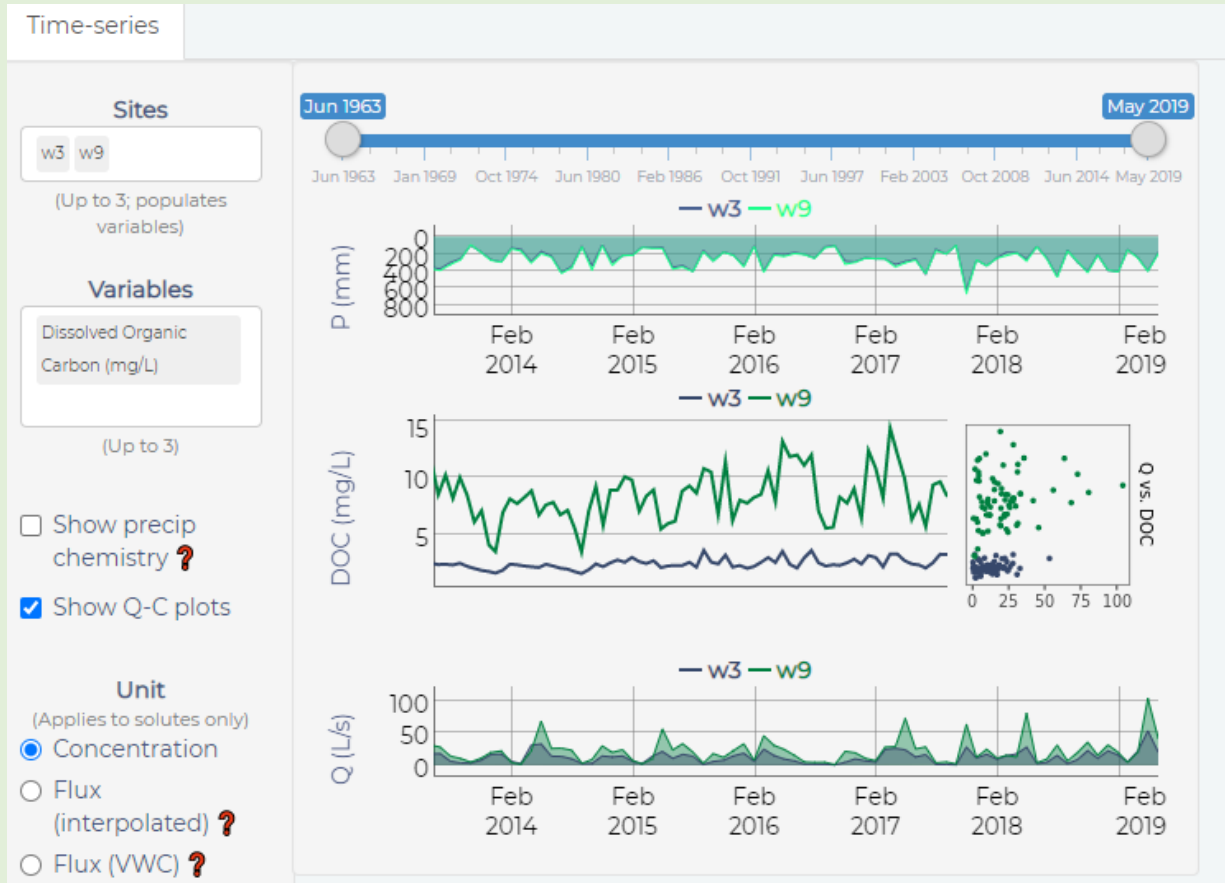 Time-series
Sites
w3 w9
(Up to 3; populates
variables)
Variables
Dissolved Organic
Carbon (mg/L)
(Up to 3)
Show precip
chemistry ?
Show Q-C plots
Unit
(Applies to solutes only)
Concentration
Flux
(interpolated) ?
Flux (VWC) ?
Jun 1963 May 2019
Jun 1963 Jan 1969 Oct 1974 Jun 1980 Feb 1986 Oct 1991 Jun 1997 Feb 2003 Oct 2008 Jun 2014 May 2019
w3 w9
P (mm)
0
200
400
600
800
Feb Feb Feb Feb Feb Feb
2014 2015 2016 2017 2018 2019
w3 w9
DOC (mg/L)
15
10
5
Q vs. DOC
0 25 50 75 100
w3 w9
Q (L/s)
100
50
0
Feb Feb Feb Feb Feb Feb
2014 2015 2016 2017 2018 2019